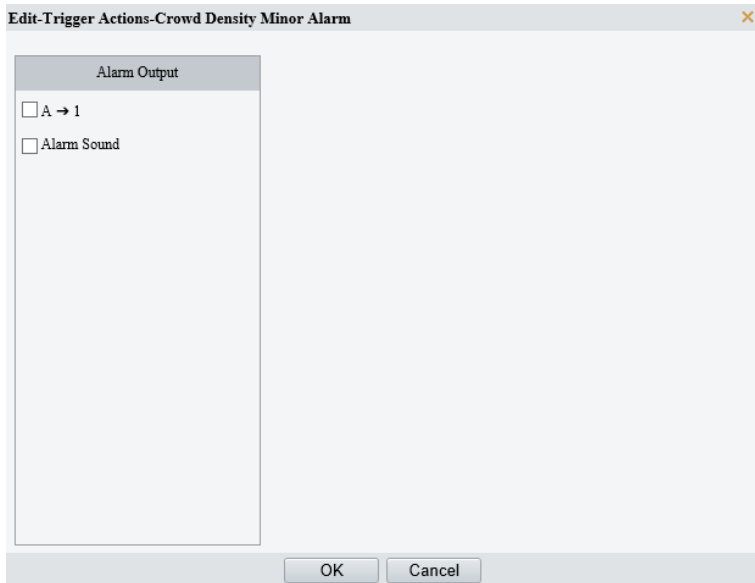 Edit-Trigger Actions-Crowd Density Minor Alarm
Alarm Output
A ➔ 1
Alarm Sound
OK Cancel